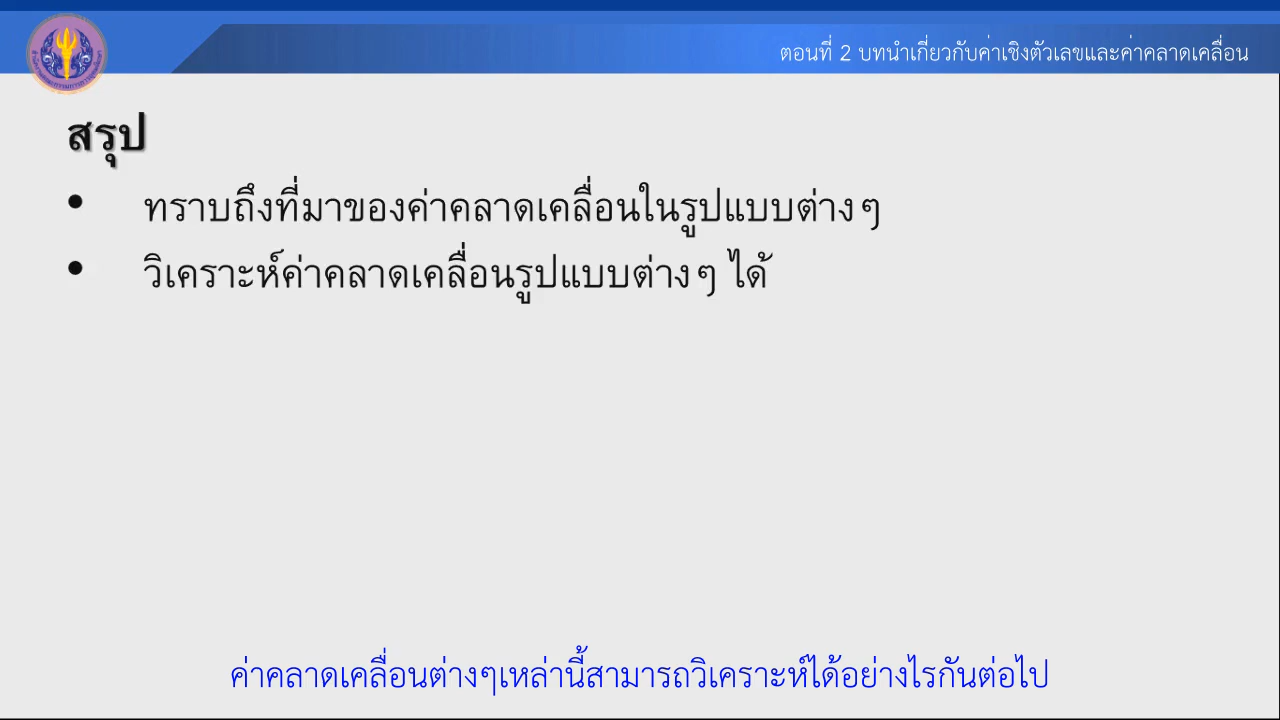 ตอนที่ 2 บทนำเกี่ยวกับค่าเชิงตัวเลขและค่าคลาดเคลื่อน
สรุป
• ทราบถึงที่มาของค่าคลาดเคลื่อนในรูปแบบต่าง ๆ
• วิเคราะห์ค่าคลาดเคลื่อนรูปแบบต่าง ๆ ได้
ค่าคลาดเคลื่อนต่างๆเหล่านี้สามารถวิเคราะห์ได้อย่างไรกันต่อไป